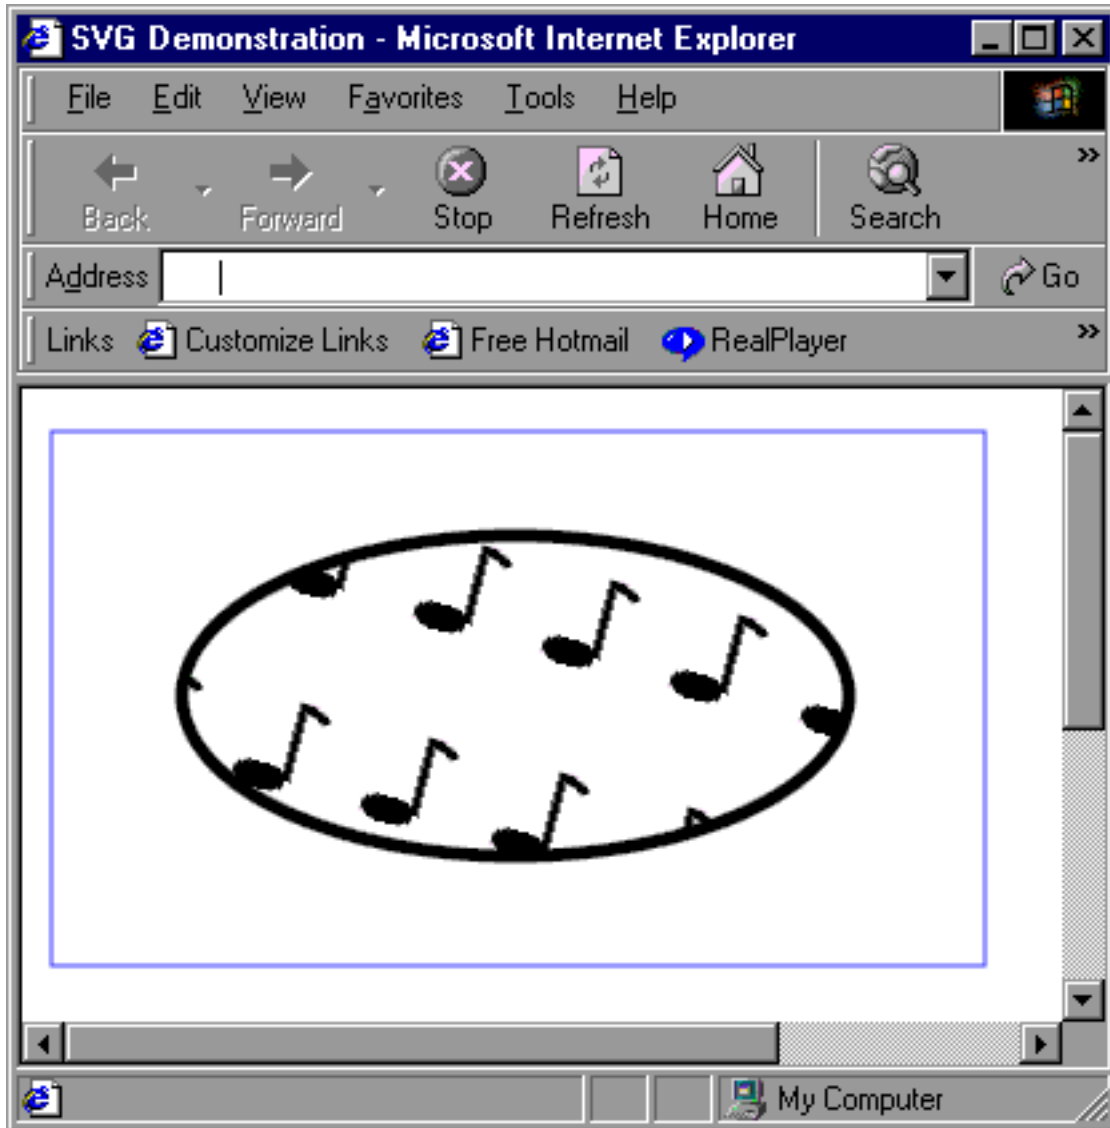 SVG Demonstration - Microsoft Internet Explorer
File Edit View Favorites Tools Help
Back Forward Stop Refresh Home Search »
Address Go
Links Customize Links Free Hotmail RealPlayer »
My Computer